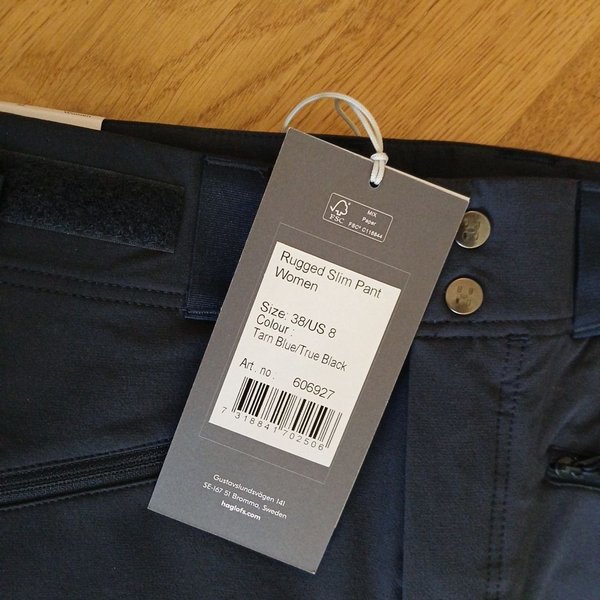 FSC
MIX
Paper
FSC® C118844
Rugged Slim Pant
Women
Size: 38/US 8
Colour :
Tarn Blue/True Black
Art. no. 606927
7 318841 702506
Gustavslundsvägen 141
SE-167 51 Bromma, Sweden
haglofs.com